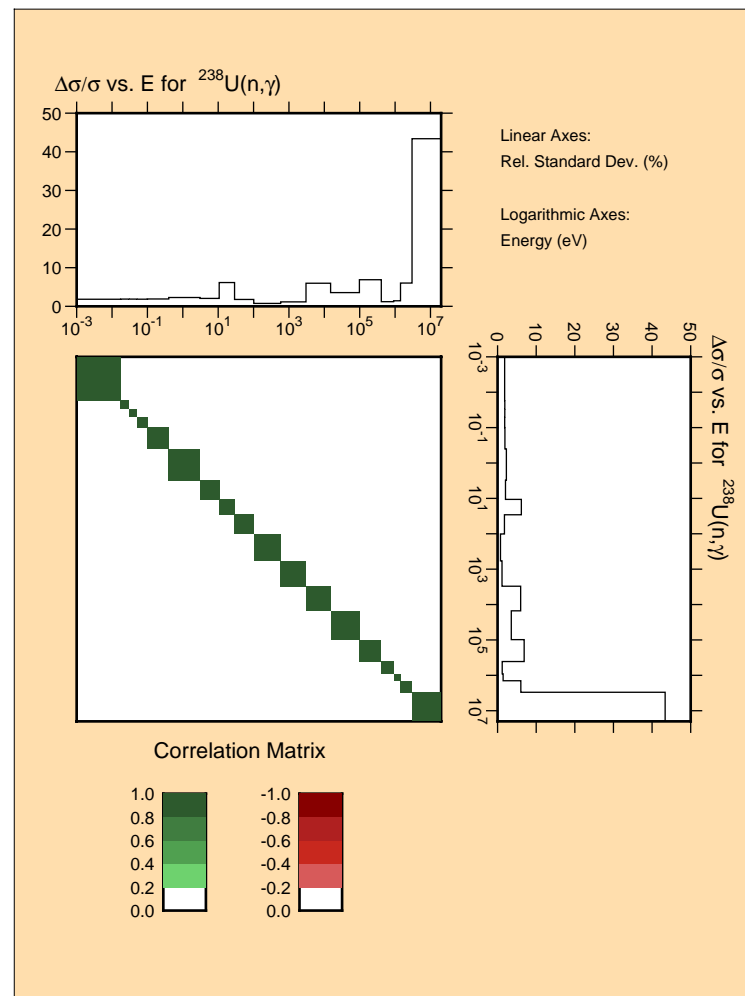 Δσ/σ vs. E for ²³⁸U(n,γ)
50
40
30
20
10
0
10⁻³ 10⁻¹ 10¹ 10³ 10⁵ 10⁷
Linear Axes:
Rel. Standard Dev. (%)
Logarithmic Axes:
Energy (eV)
0 10 20 30 40 50
10⁻³
10⁻¹
10¹
10³
10⁵
10⁷
Δσ/σ vs. E for ²³⁸U(n,γ)
Correlation Matrix
1.0
0.8
0.6
0.4
0.2
0.0
-1.0
-0.8
-0.6
-0.4
-0.2
0.0